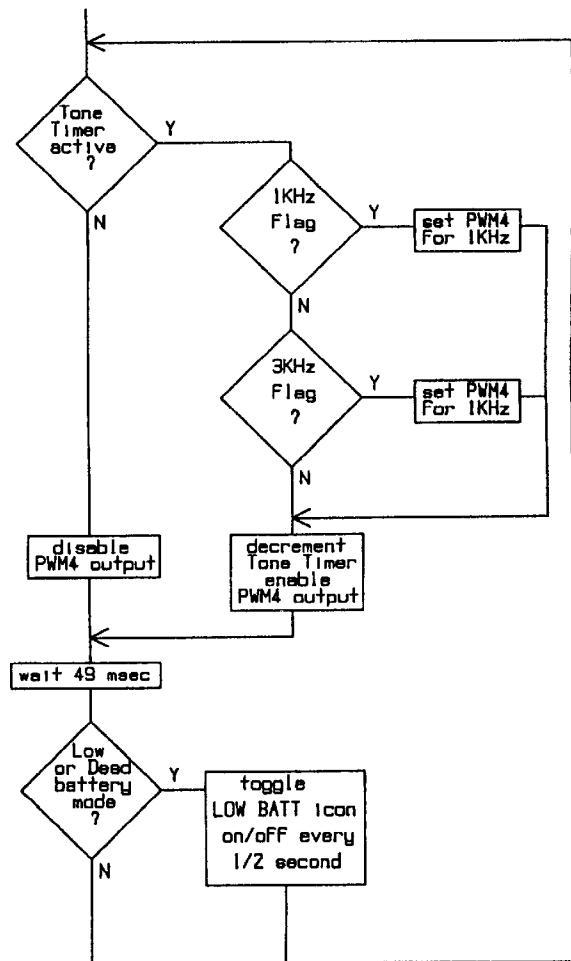 Tone
Timer
active
?
Y
N
1KHz
Flag
?
Y
set PWM4
For 1KHz
N
3KHz
Flag
?
Y
set PWM4
For 1KHz
N
disable
PWM4 output
decrement
Tone Timer
enable
PWM4 output
wait 49 msec
Low
or Dead
battery
made
?
Y
toggle
LOW BATT icon
on/oFF every
1/2 second
N